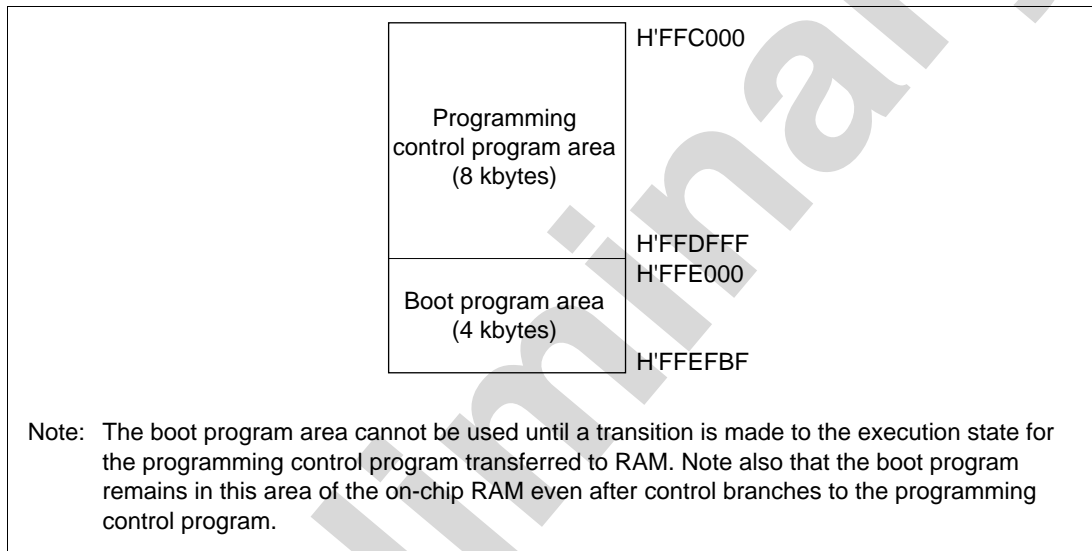 H'FFC000
Programming
control program area
(8 kbytes)
H'FFDFFF
H'FFE000
Boot program area
(4 kbytes)
H'FFEFBF
Note: The boot program area cannot be used until a transition is made to the execution state for
the programming control program transferred to RAM. Note also that the boot program
remains in this area of the on-chip RAM even after control branches to the programming
control program.
liminar